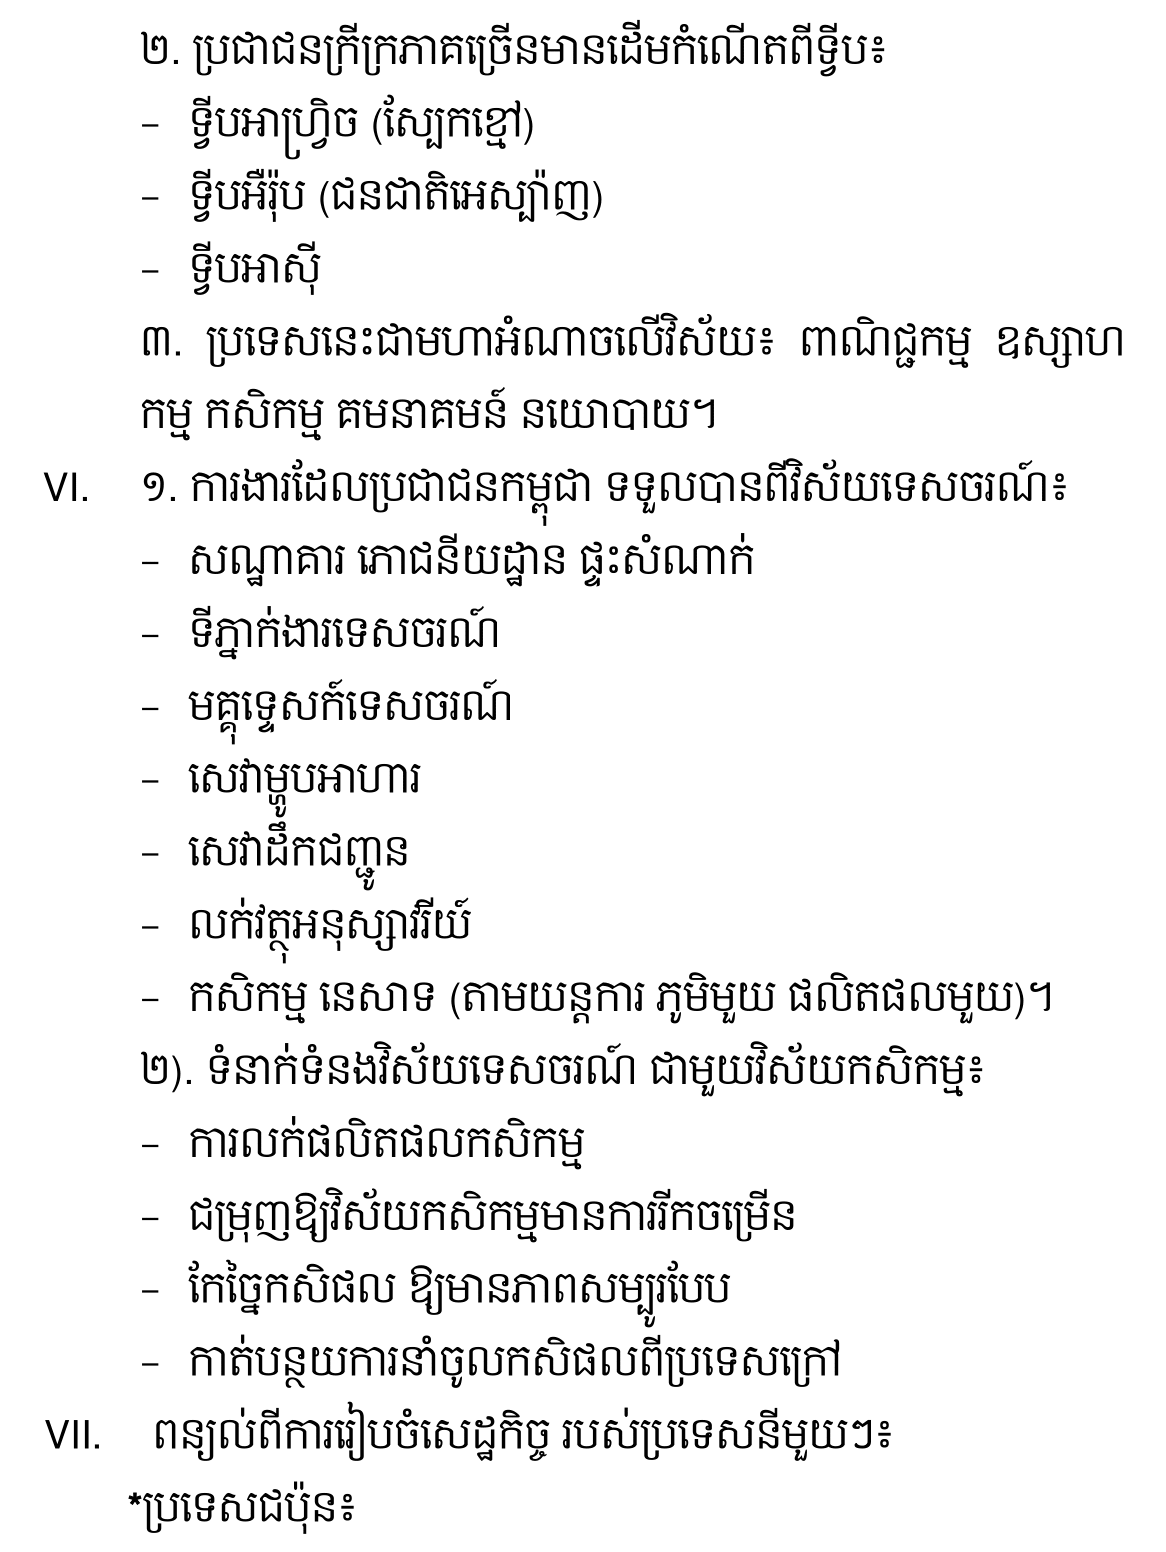 ២. ប្រជាជនក្រីក្រភាគច្រើនមានដើមកំណើតពីទ្វីប៖
– ទ្វីបអាហ្វ្រិច (ស្បែកខ្មៅ)
– ទ្វីបអឺរ៉ុប (ជនជាតិអេស្ប៉ាញ)
– ទ្វីបអាស៊ី
៣. ប្រទេសនេះជាមហាអំណាចលើវិស័យ៖ ពាណិជ្ជកម្ម ឧស្សាហ
កម្ម កសិកម្ម គមនាគមន៍ នយោបាយ។
VI. ១. ការងារដែលប្រជាជនកម្ពុជា ទទួលបានពីវិស័យទេសចរណ៍៖
– សណ្ឋាគារ ភោជនីយដ្ឋាន ផ្ទះសំណាក់
– ទីភ្នាក់ងារទេសចរណ៍
– មគ្គុទ្ទេសក៍ទេសចរណ៍
– សេវាម្ហូបអាហារ
– សេវាដឹកជញ្ជូន
– លក់វត្ថុអនុស្សាវរីយ៍
– កសិកម្ម នេសាទ (តាមយន្តការ ភូមិមួយ ផលិតផលមួយ)។
២). ទំនាក់ទំនងវិស័យទេសចរណ៍ ជាមួយវិស័យកសិកម្ម៖
– ការលក់ផលិតផលកសិកម្ម
– ជម្រុញឱ្យវិស័យកសិកម្មមានការរីកចម្រើន
– កែច្នៃកសិផល ឱ្យមានភាពសម្បូរបែប
– កាត់បន្ថយការនាំចូលកសិផលពីប្រទេសក្រៅ
VII. ពន្យល់ពីការរៀបចំសេដ្ឋកិច្ច របស់ប្រទេសនីមួយៗ៖
*ប្រទេសជប៉ុន៖